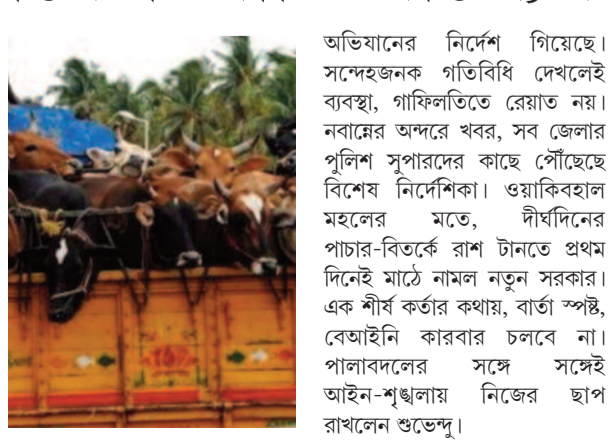 অভিযানের নির্দেশ গিয়েছে।
সন্দেহজনক গতিবিধি দেখলেই
ব্যবস্থা, গাফিলতিতে রেয়াত নয়।
নবান্নের অন্দরে খবর, সব জেলার
পুলিশ সুপারদের কাছে পৌঁছেছে
বিশেষ নির্দেশিকা। ওয়াকিবহাল
মহলের মতে, দীর্ঘদিনের
পাচার-বিতর্কে রাশ টানতে প্রথম
দিনেই মাঠে নামল নতুন সরকার।
এক শীর্ষ কর্তার কথায়, বার্তা স্পষ্ট,
বেআইনি কারবার চলবে না।
পালাবদলের সঙ্গে সঙ্গেই
আইন-শৃঙ্খলায় নিজের ছাপ
রাখলেন শুভেন্দু।